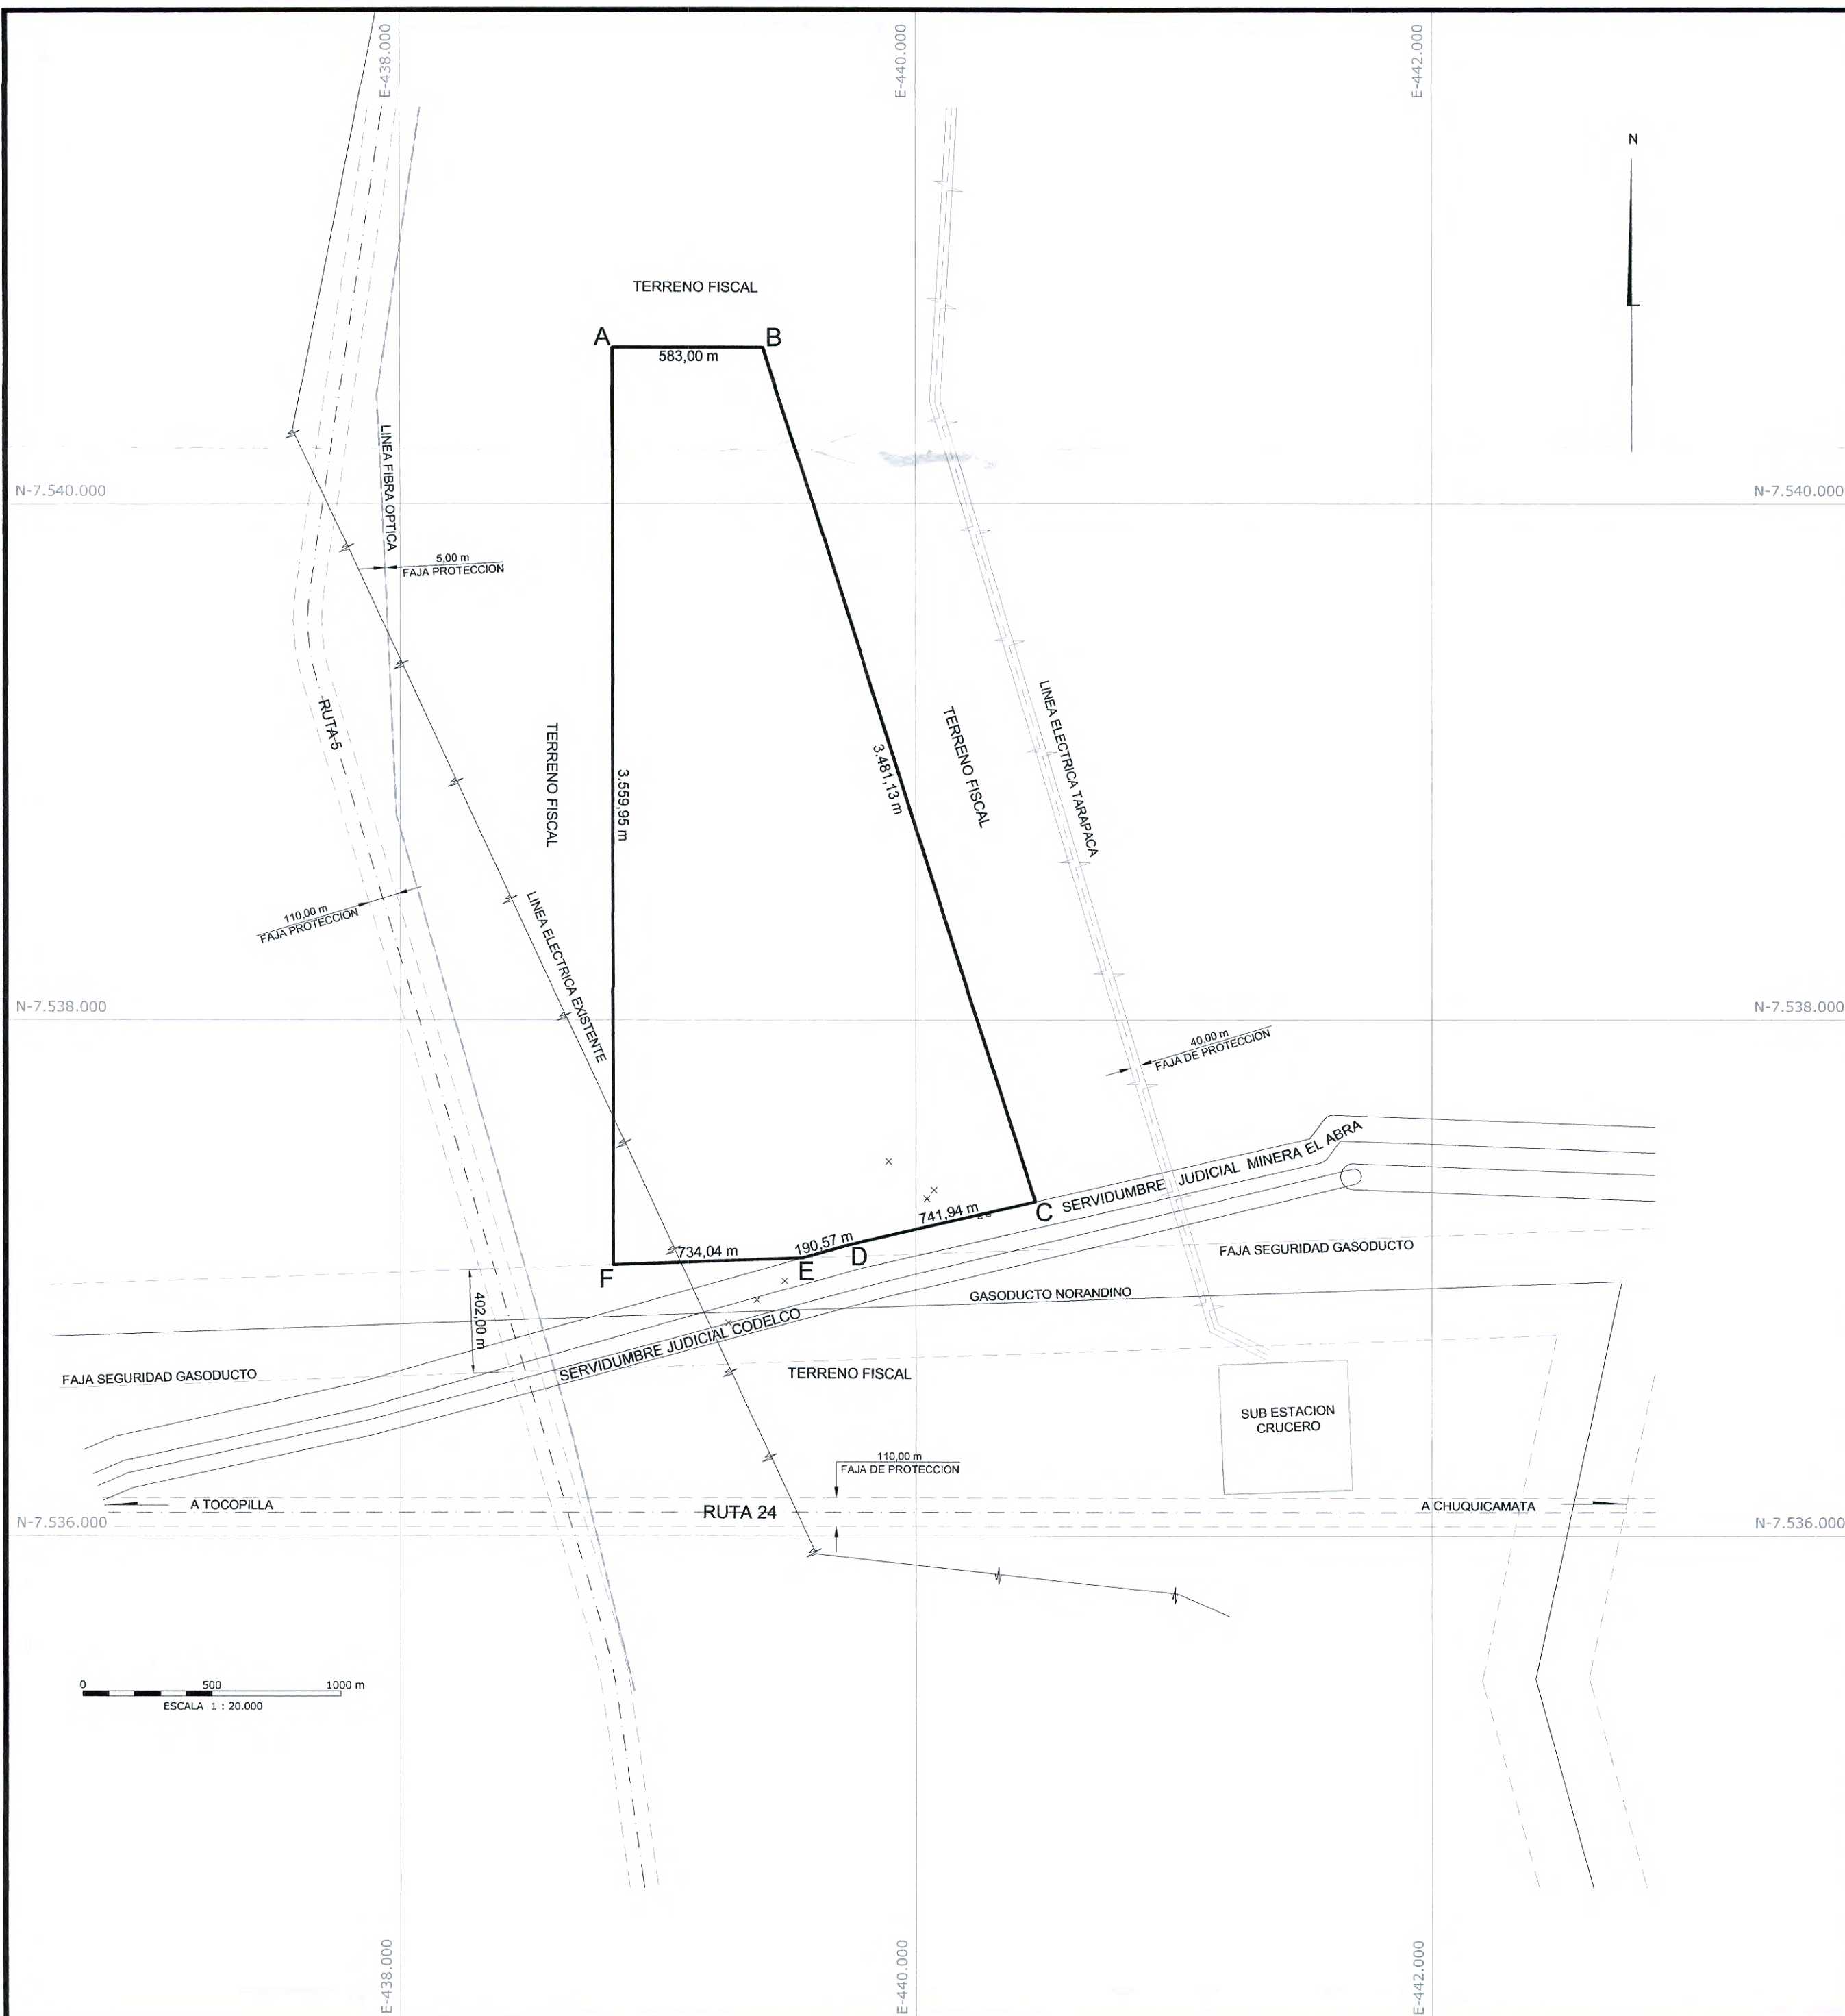 E-438.000
E-440.000
E-442.000
N
TERRENO FISCAL
A
B
583,00 m
LINEA FIBRA OPTICA
N-7.540.000
N-7.540.000
5,00 m
FAJA PROTECCION
RUTA 5
TERRENO FISCAL
3.559,95 m
3.481,13 m
TERRENO FISCAL
LINEA ELECTRICA TARAPACA
110,00 m
FAJA PROTECCION
LINEA ELECTRICA EXISTENTE
N-7.538.000
N-7.538.000
40,00 m
FAJA DE PROTECCION
SERVIDUMBRE JUDICIAL MINERA EL ABRA
C
741,94 m
190,57 m
D
734,04 m
E
F
FAJA SEGURIDAD GASODUCTO
GASODUCTO NORANDINO
402,00 m
SERVIDUMBRE JUDICIAL CODELCO
FAJA SEGURIDAD GASODUCTO
TERRENO FISCAL
SUB ESTACION
CRUCERO
110,00 m
FAJA DE PROTECCION
A TOCOPILLA
RUTA 24
A CHUQUICAMATA
N-7.536.000
N-7.536.000
0 500 1000 m
ESCALA 1 : 20.000
E-438.000
E-440.000
E-442.000